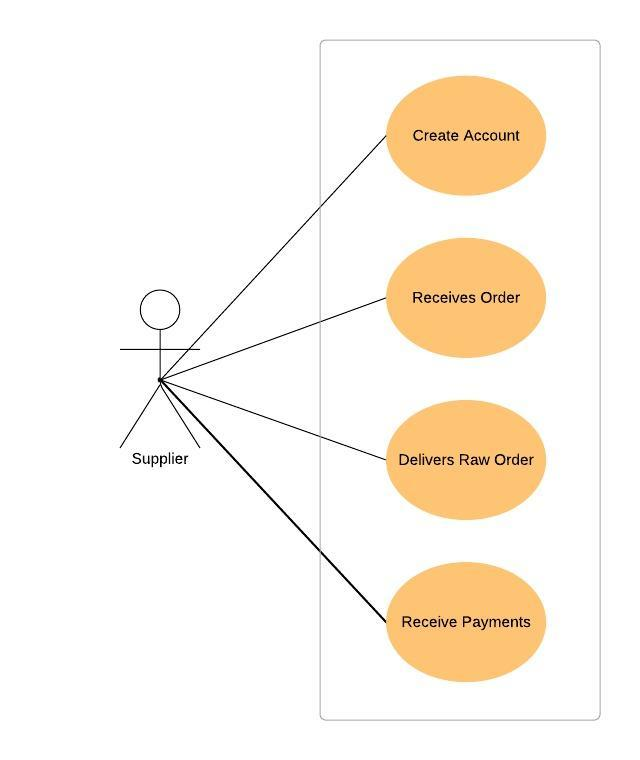 Create Account
Receives Order
Supplier
Delivers Raw Order
Receive Payments